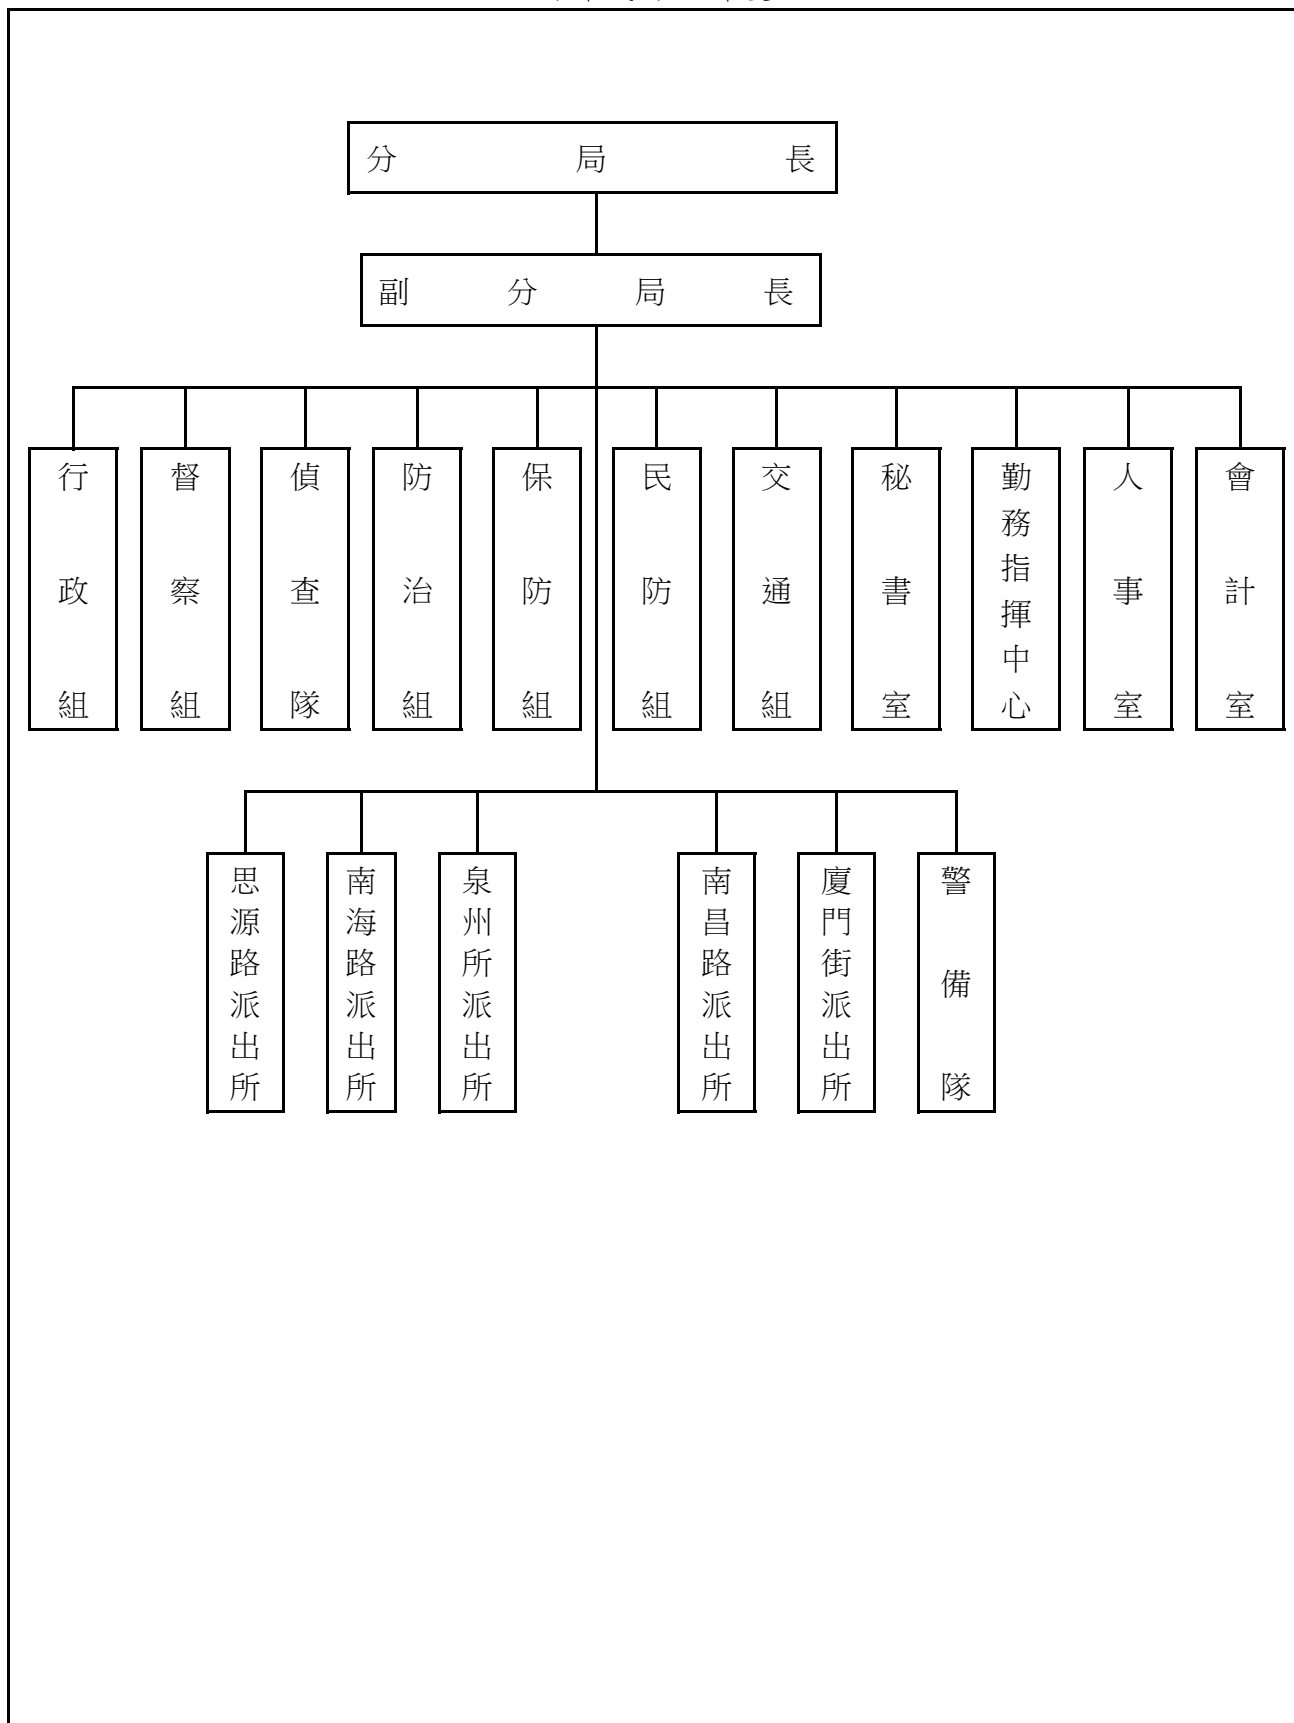 分局長
副分局長
行政組
督察組
偵查隊
防治組
保防組
民防組
交通組
秘書室
勤務指揮中心
人事室
會計室
思源路派出所
南海路派出所
泉州所派出所
南昌路派出所
廈門街派出所
警備隊